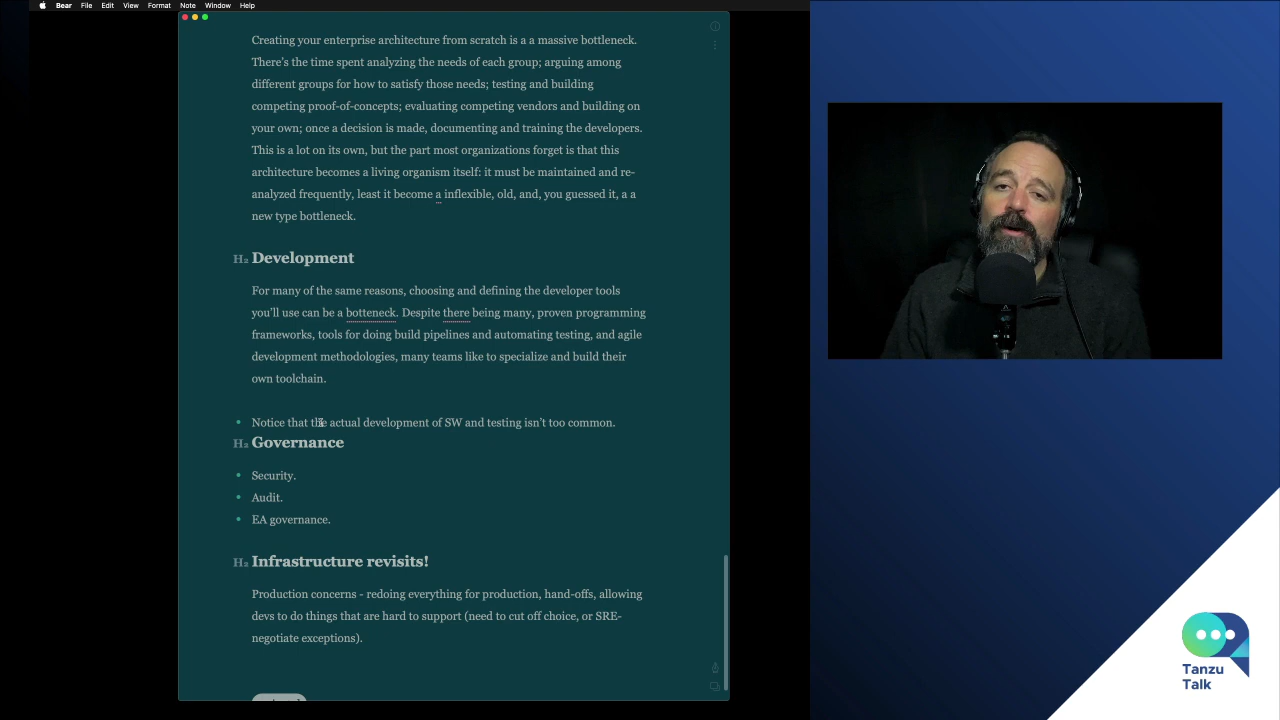 Bear File Edit View Format Note Window Help
Creating your enterprise architecture from scratch is a a massive bottleneck.
There's the time spent analyzing the needs of each group; arguing among
different groups for how to satisfy those needs; testing and building
competing proof-of-concepts; evaluating competing vendors and building on
your own; once a decision is made, documenting and training the developers.
This is a lot on its own, but the part most organizations forget is that this
architecture becomes a living organism itself: it must be maintained and re-
analyzed frequently, least it become a inflexible, old, and, you guessed it, a a
new type bottleneck.
H2 Development
For many of the same reasons, choosing and defining the developer tools
you'll use can be a botteneck. Despite there being many, proven programming
frameworks, tools for doing build pipelines and automating testing, and agile
development methodologies, many teams like to specialize and build their
own toolchain.
• Notice that the actual development of SW and testing isn't too common.
H2 Governance
• Security.
• Audit.
• EA governance.
H2 Infrastructure revisits!
Production concerns - redoing everything for production, hand-offs, allowing
devs to do things that are hard to support (need to cut off choice, or SRE-
negotiate exceptions).
Tanzu
Talk